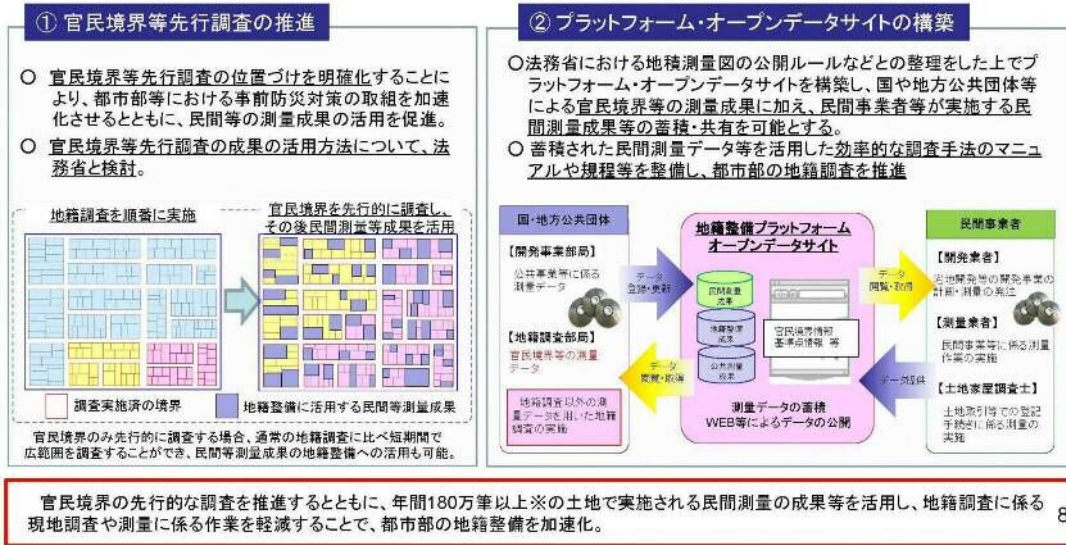 ① 官民境界等先行調査の推進
○ 官民境界等先行調査の位置づけを明確化することに
より、都市部等における事前防災対策の取組を加速
化させるとともに、民間等の測量成果の活用を促進。
○ 官民境界等先行調査の成果の活用方法について、法
務省と検討。
地籍調査を順番に実施
官民境界を先行的に調査し、
その後民間測量等成果を活用
調査実施済の境界
地籍整備に活用する民間等測量成果
官民境界のみ先行的に調査する場合、通常の地籍調査に比べ短期間で
広範囲を調査することができ、民間等測量成果の地籍整備への活用も可能。
② プラットフォーム・オープンデータサイトの構築
○法務省における地積測量図の公開ルールなどとの整理をした上でプ
ラットフォーム・オープンデータサイトを構築し、国や地方公共団体等
による官民境界等の測量成果に加え、民間事業者等が実施する民
間測量成果等の蓄積・共有を可能とする。
○ 蓄積された民間測量データ等を活用した効率的な調査手法のマニュ
アルや規程等を整備し、都市部の地籍調査を推進
国・地方公共団体
【開発事業部局】
公共事業等に係る
測量データ
【地籍調査部局】
官民境界等の測量
データ
地籍調査以外の測
量データを用いた地籍
調査の実施
データ
登録・更新
データ
閲覧・取得
地籍整備プラットフォーム
オープンデータサイト
民間測量
成果
地籍整備
成果
公共測量
成果
官民境界情報
基準点情報 等
測量データの蓄積
WEB等によるデータの公開
データ
閲覧・取得
データ提供
民間事業者
【開発業者】
宅地開発等の開発事業の
計画・測量の発注
【測量業者】
民間事業等に係る測量
作業の実施
【土地家屋調査士】
土地取引等での登記
手続きに係る測量の
実施
官民境界の先行的な調査を推進するとともに、年間180万筆以上※の土地で実施される民間測量の成果等を活用し、地籍調査に係る
現地調査や測量に係る作業を軽減することで、都市部の地籍整備を加速化。
8